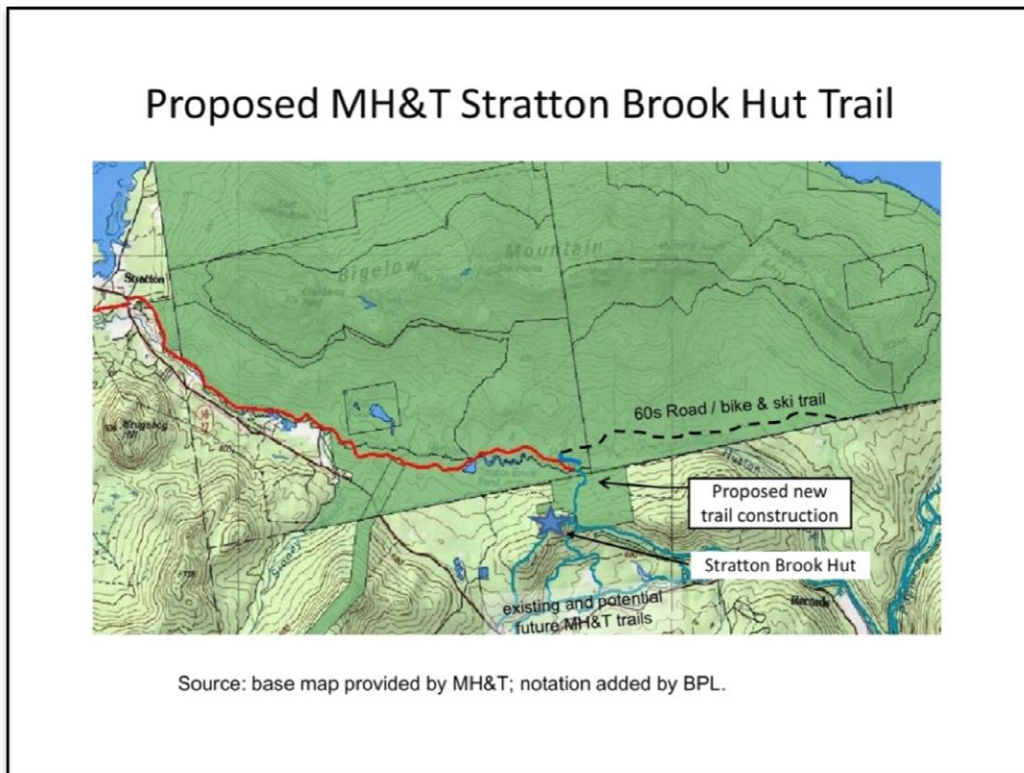 Proposed MH&T Stratton Brook Hut Trail
Stratton
Bigelow
Mountain
60s Road / bike & ski trail
Proposed new
trail construction
Stratton Brook Hut
existing and potential
future MH&T trails
Source: base map provided by MH&T; notation added by BPL.